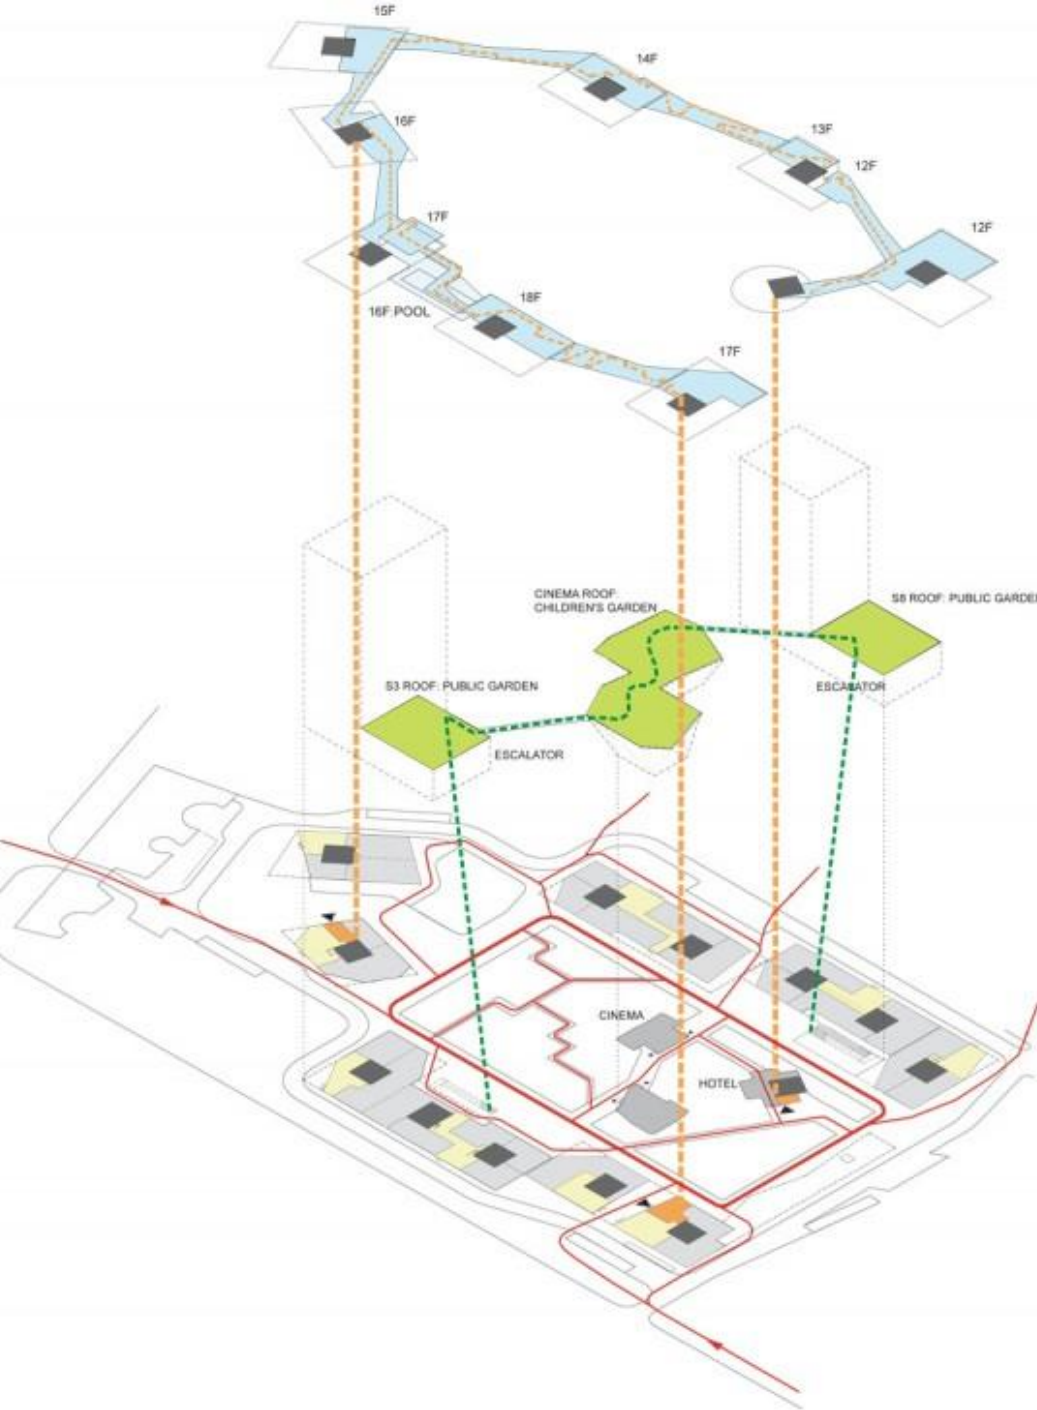 15F
14F
16F
13F
12F
17F
12F
16F POOL
18F
17F
CINEMA ROOF:
CHILDREN'S GARDEN
S8 ROOF: PUBLIC GARDEN
S3 ROOF: PUBLIC GARDEN
ESCALATOR
ESCALATOR
CINEMA
HOTEL